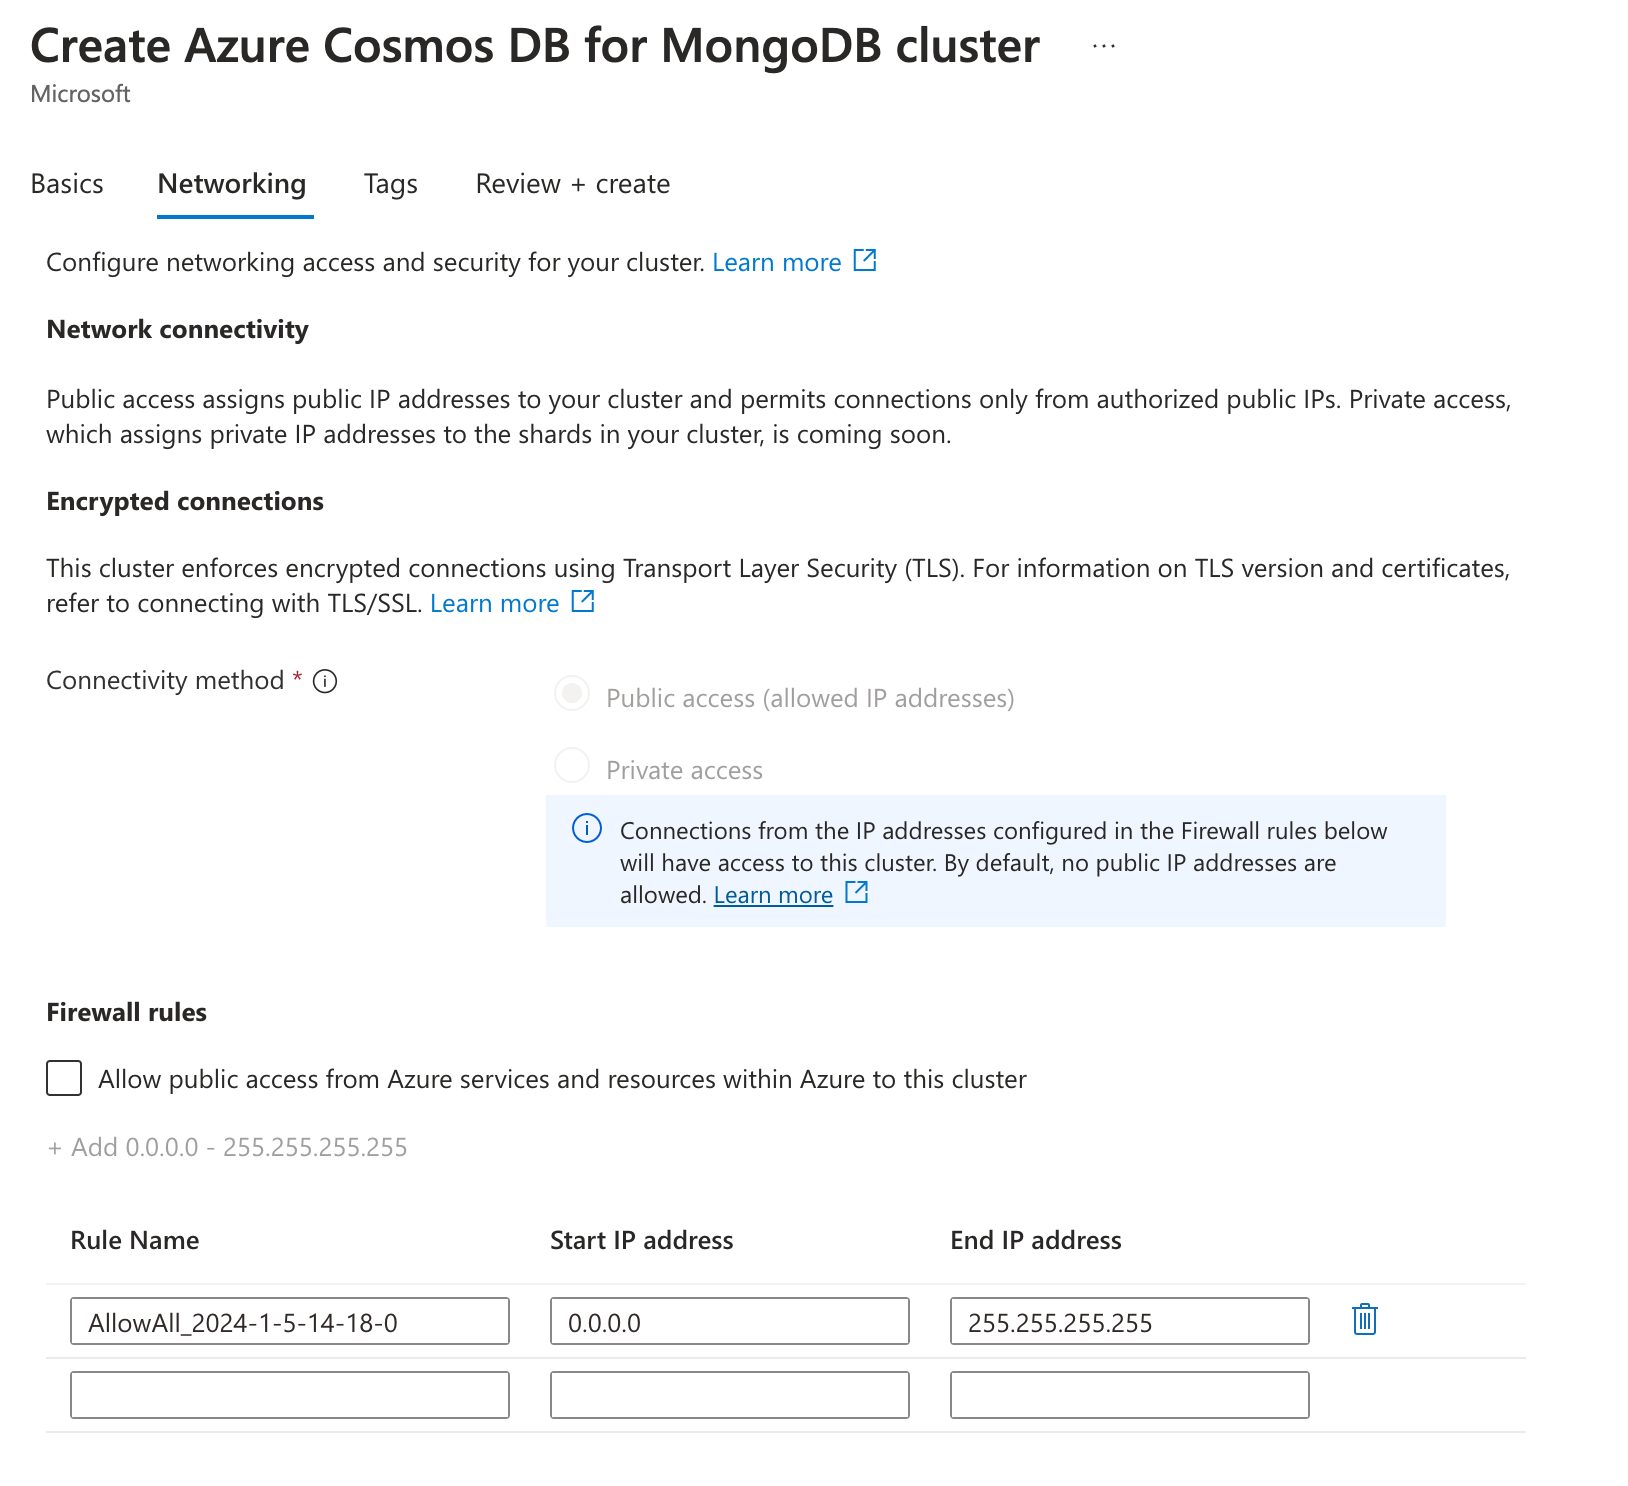 Create Azure Cosmos DB for MongoDB cluster ...
Microsoft
Basics Networking Tags Review + create
Configure networking access and security for your cluster. Learn more
Network connectivity
Public access assigns public IP addresses to your cluster and permits connections only from authorized public IPs. Private access,
which assigns private IP addresses to the shards in your cluster, is coming soon.
Encrypted connections
This cluster enforces encrypted connections using Transport Layer Security (TLS). For information on TLS version and certificates,
refer to connecting with TLS/SSL. Learn more
Connectivity method *
Public access (allowed IP addresses)
Private access
Connections from the IP addresses configured in the Firewall rules below
will have access to this cluster. By default, no public IP addresses are
allowed. Learn more
Firewall rules
Allow public access from Azure services and resources within Azure to this cluster
+ Add 0.0.0.0 - 255.255.255.255
Rule Name Start IP address End IP address
AllowAll_2024-1-5-14-18-0 0.0.0.0 255.255.255.255